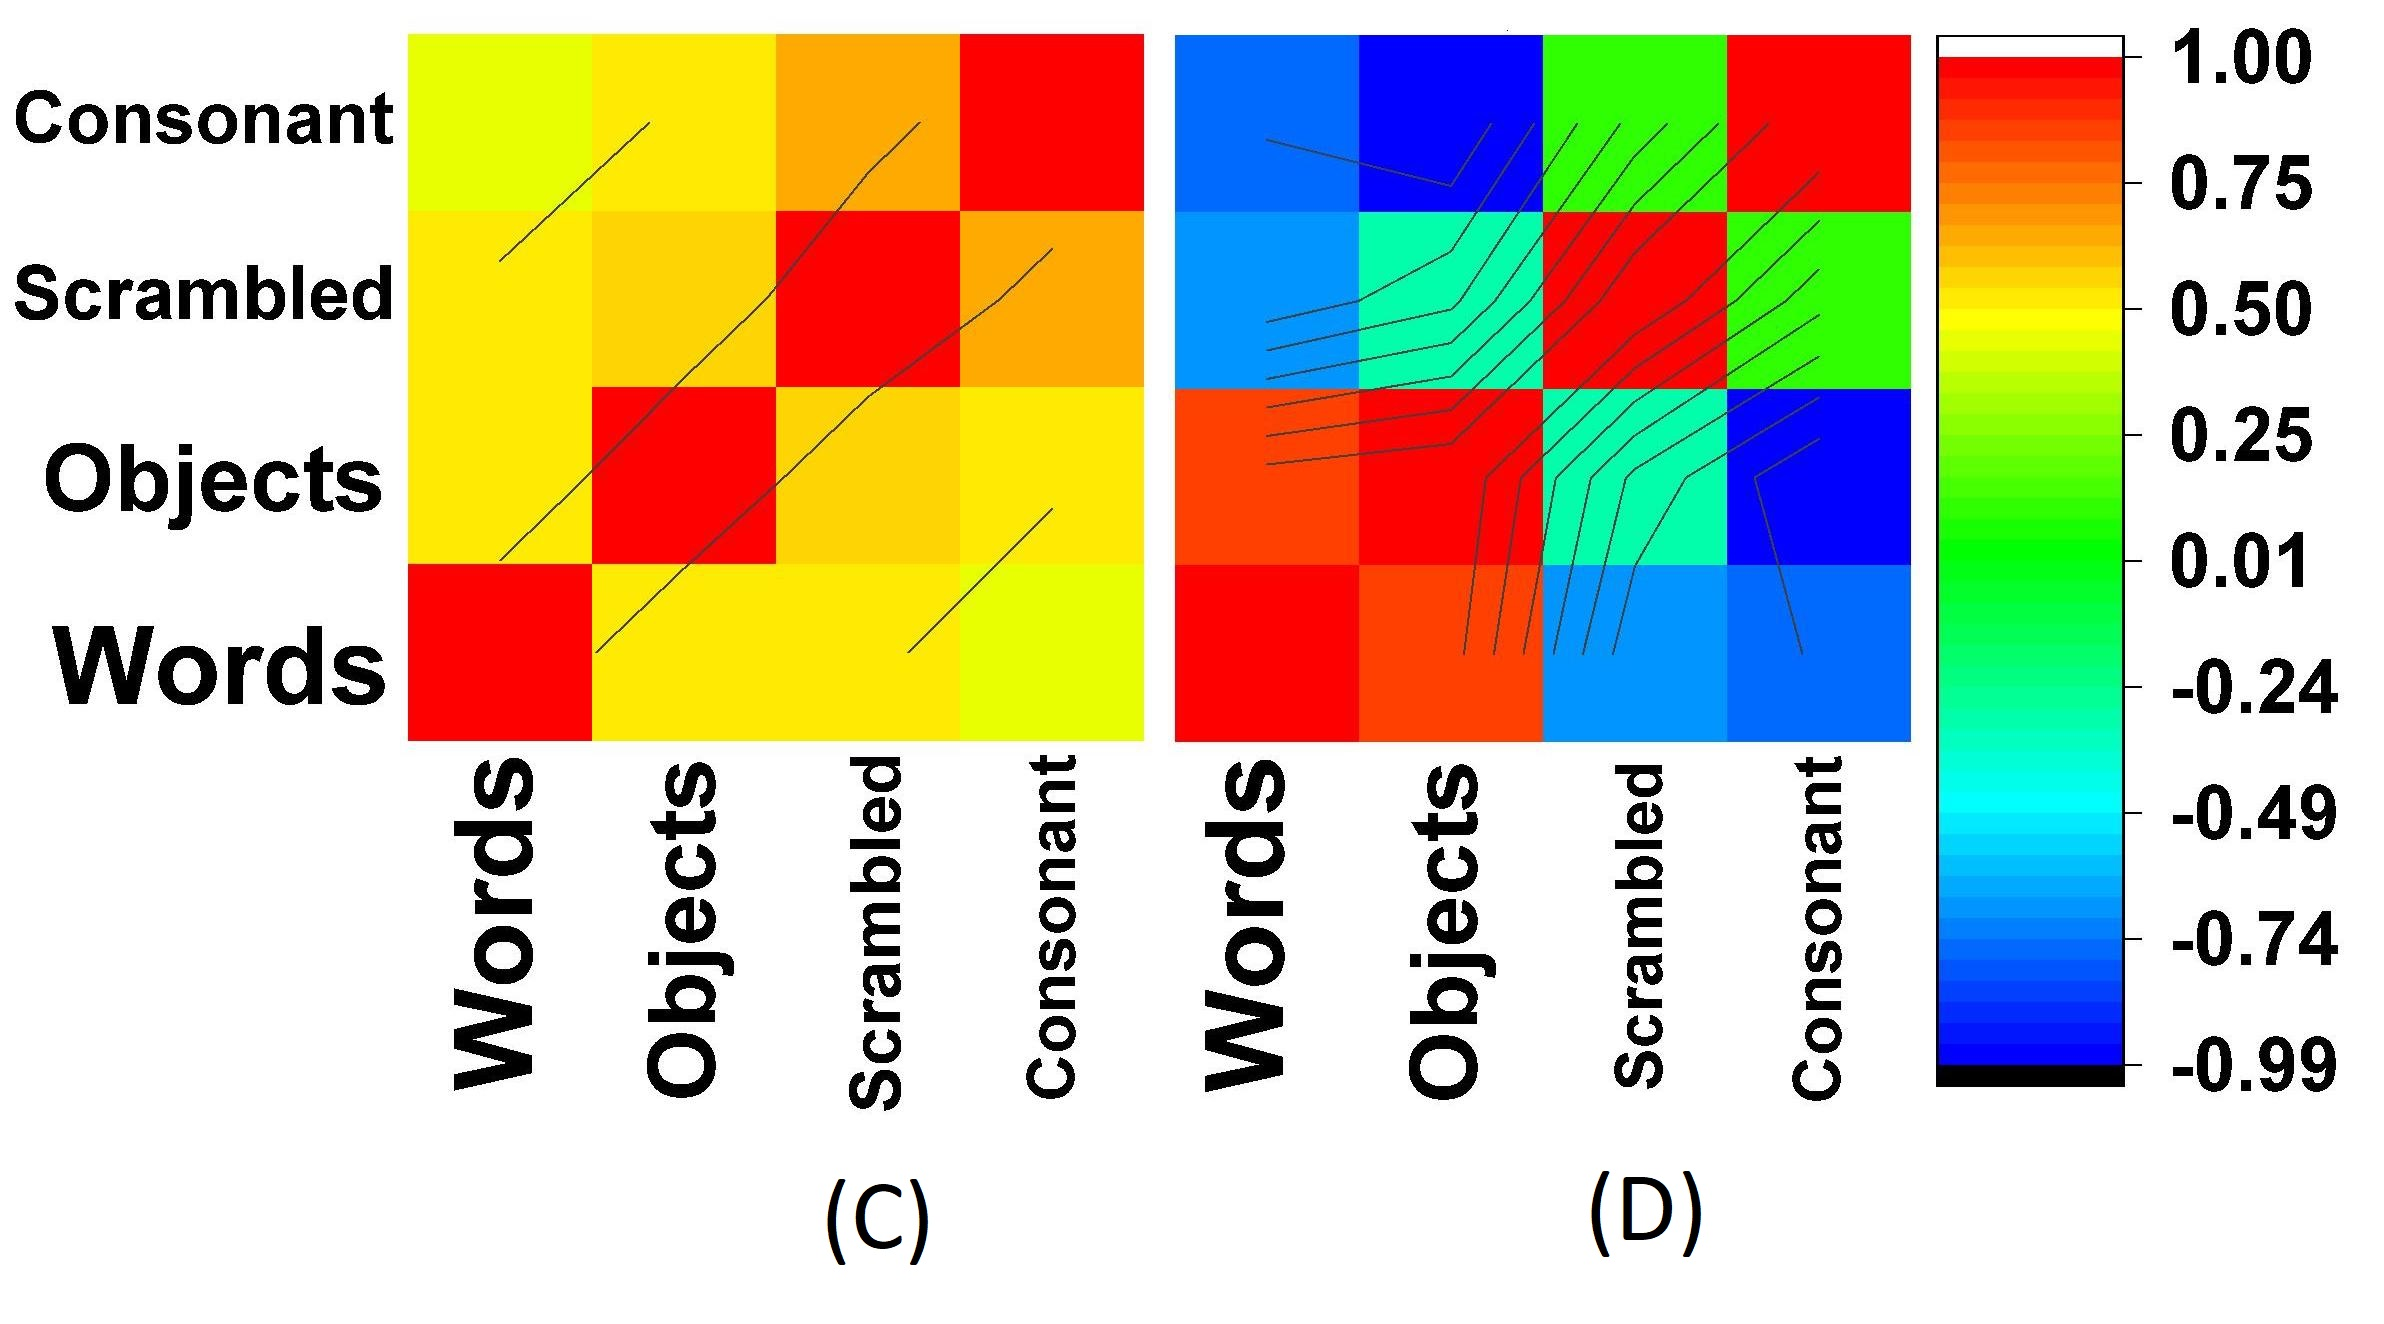 Consonant
Scrambled
Objects
Words
Words
Objects
Scrambled
Consonant
Words
Objects
Scrambled
Consonant
1.00
0.75
0.50
0.25
0.01
-0.24
-0.49
-0.74
-0.99
(C)
(D)